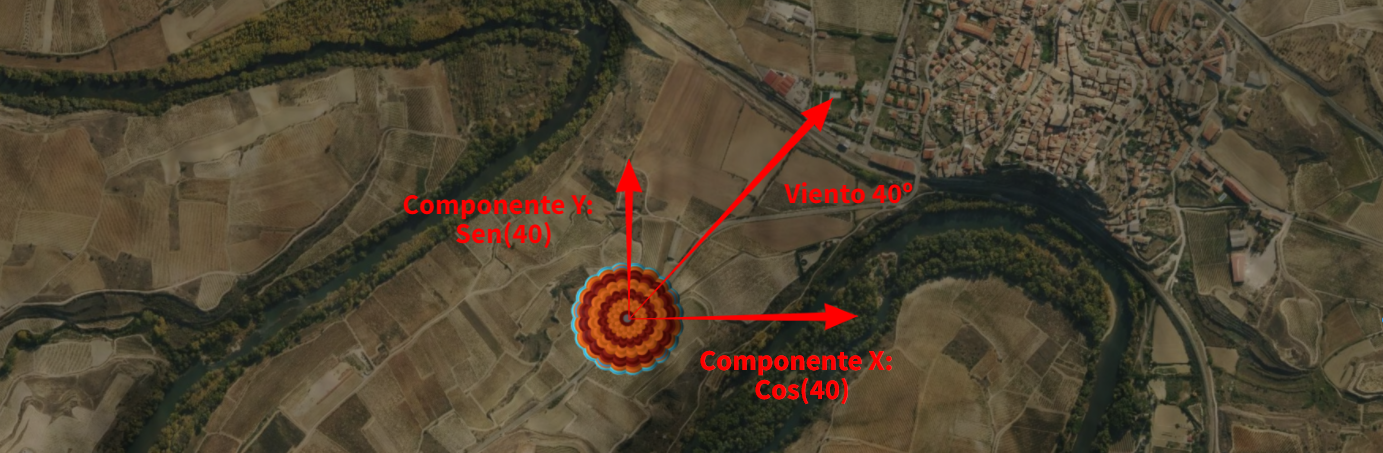 Viento 40º
Componente Y:
Sen(40)
Componente X:
Cos(40)